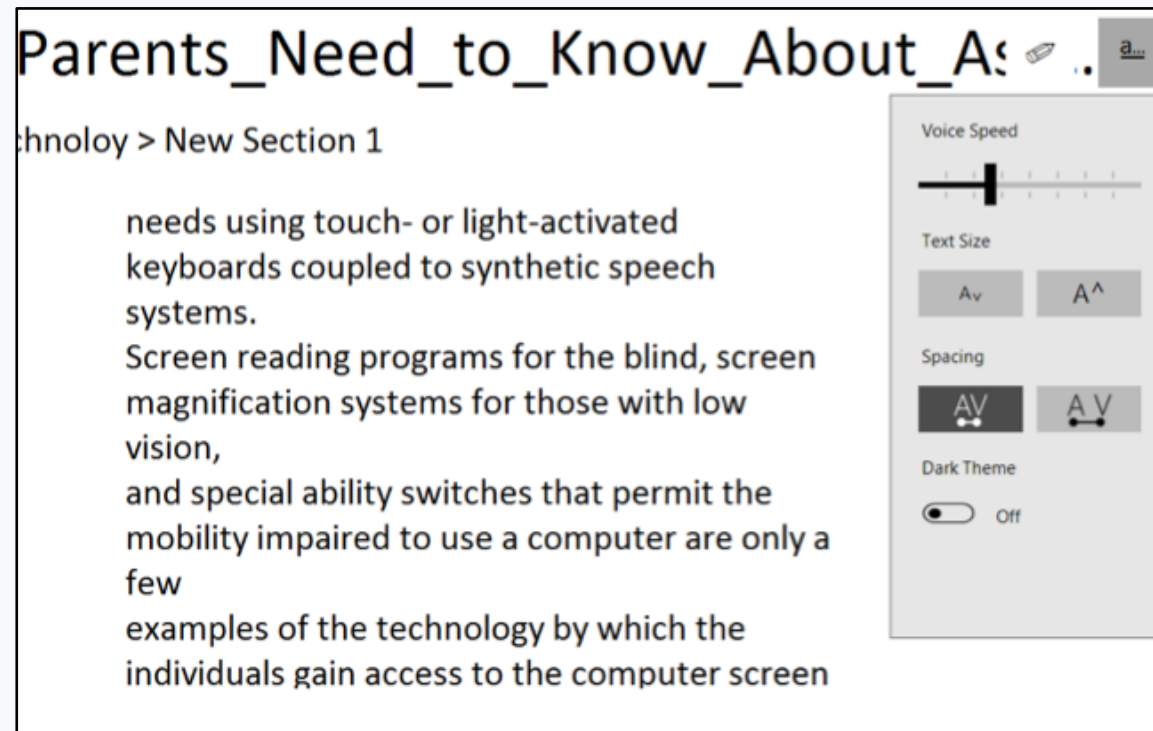 Parents_Need_to_Know_About_As ..
a...
chnoloy > New Section 1
needs using touch- or light-activated
keyboards coupled to synthetic speech
systems.
Screen reading programs for the blind, screen
magnification systems for those with low
vision,
and special ability switches that permit the
mobility impaired to use a computer are only a
few
examples of the technology by which the
individuals gain access to the computer screen
Voice Speed
Text Size
A˅ A^
Spacing
AV A V
Dark Theme
Off